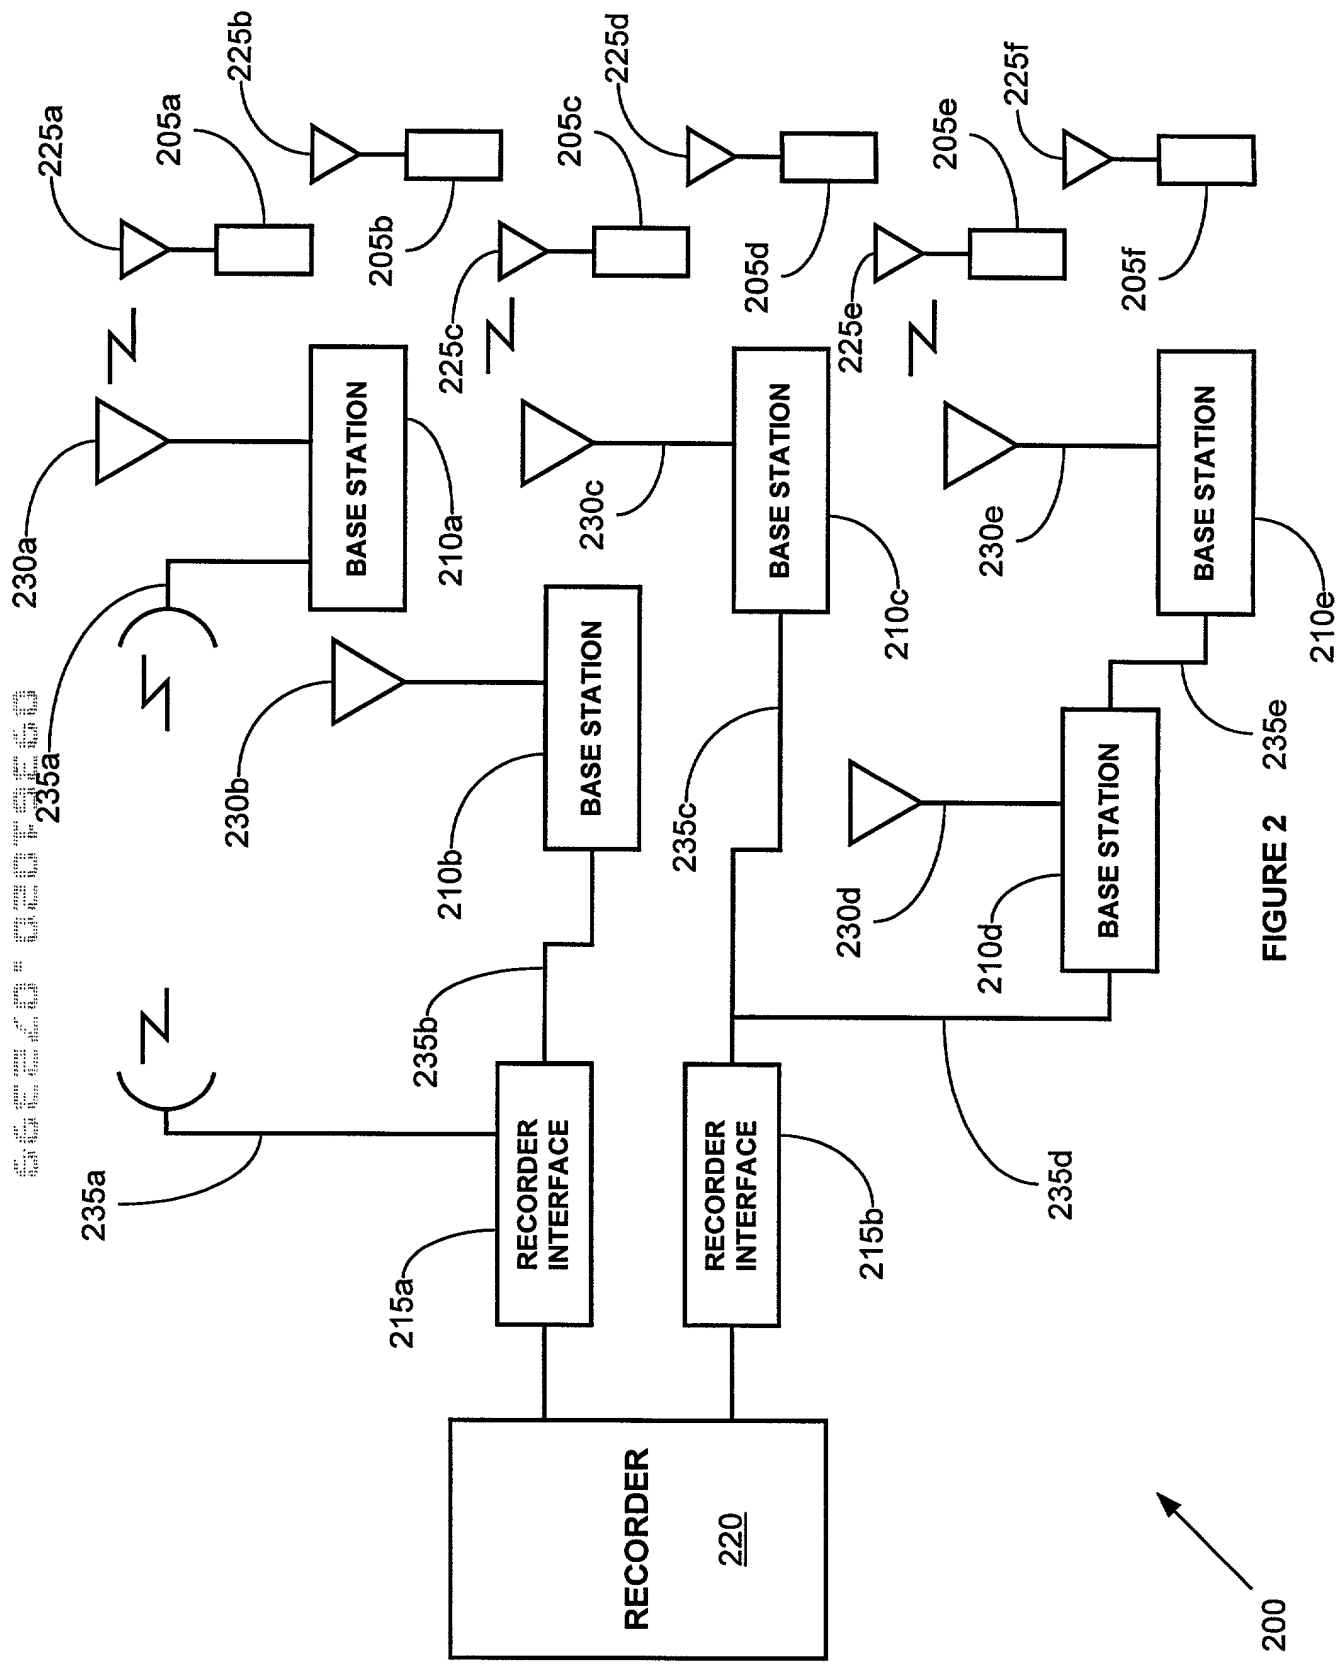 225a
205a
225b
205b
225c
205c
225d
205d
225e
205e
225f
205f
230a
235a
BASE STATION
210a
230b
BASE STATION
210b
230c
BASE STATION
210c
230e
BASE STATION
210e
230d
BASE STATION
210d
235e
235a
235b
235c
235d
RECORDER
INTERFACE
215a
RECORDER
INTERFACE
215b
RECORDER
220
200
FIGURE 2